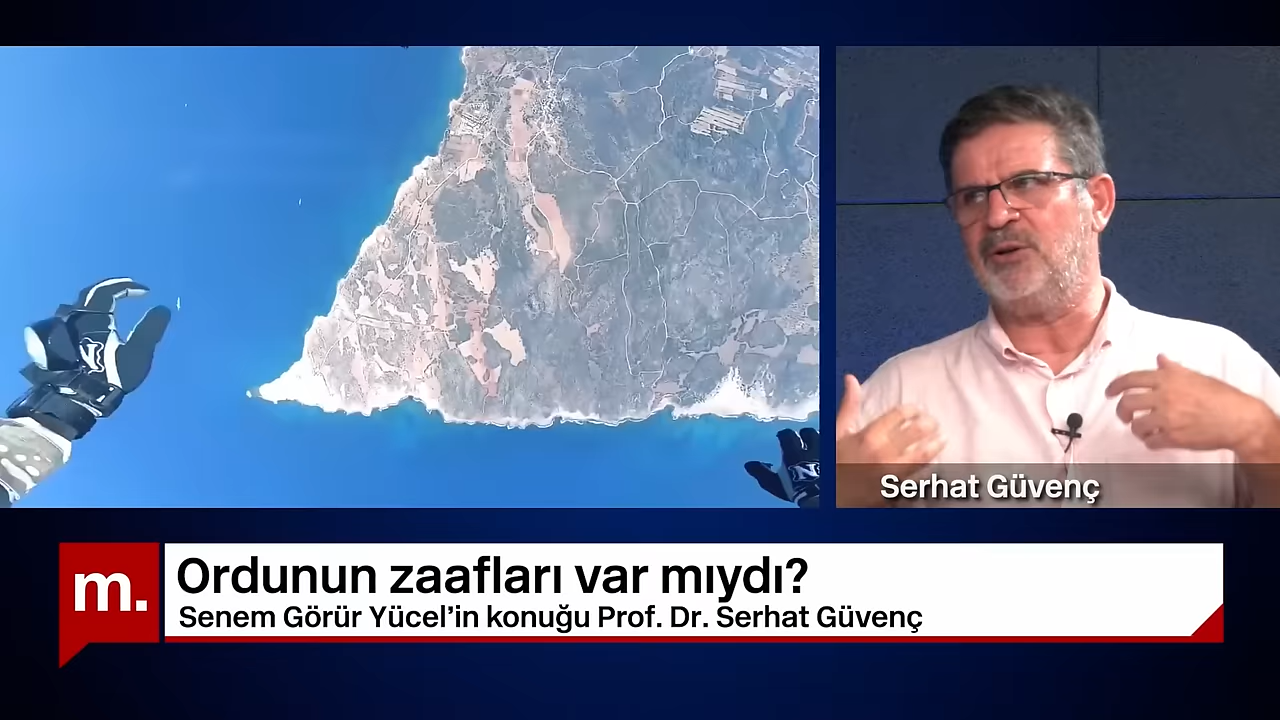 Serhat Güvenç
m.
Ordunun zaafları var mıydı?
Senem Görür Yücel'in konuğu Prof. Dr. Serhat Güvenç